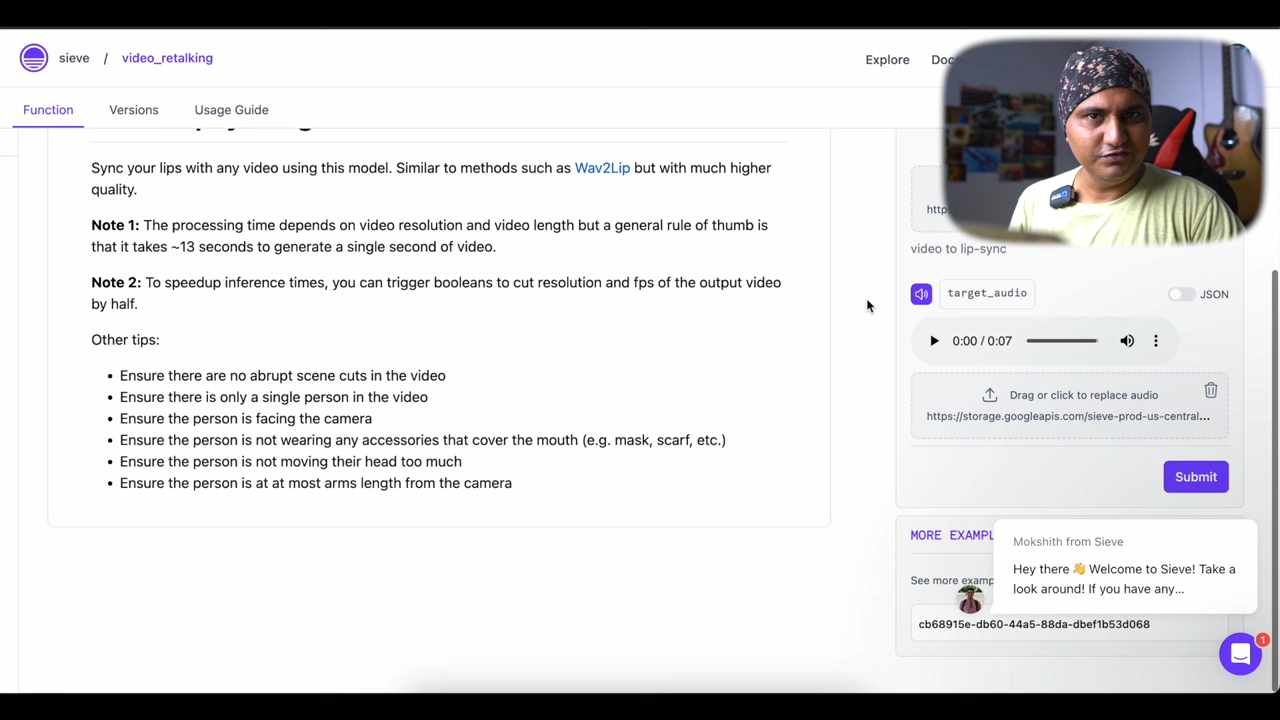 sieve / video_retalking
Explore
Function Versions Usage Guide
Sync your lips with any video using this model. Similar to methods such as Wav2Lip but with much higher
quality.
Note 1: The processing time depends on video resolution and video length but a general rule of thumb is
that it takes ~13 seconds to generate a single second of video.
Note 2: To speedup inference times, you can trigger booleans to cut resolution and fps of the output video
by half.
Other tips:
• Ensure there are no abrupt scene cuts in the video
• Ensure there is only a single person in the video
• Ensure the person is facing the camera
• Ensure the person is not wearing any accessories that cover the mouth (e.g. mask, scarf, etc.)
• Ensure the person is not moving their head too much
• Ensure the person is at at most arms length from the camera
video to lip-sync
target_audio
JSON
0:00 / 0:07
Drag or click to replace audio
https://storage.googleapis.com/sieve-prod-us-central...
Submit
MORE
See more
cb68915e-db60-44a5-88da-dbef1b53d068
Mokshith from Sieve
Hey there 👋 Welcome to Sieve! Take a
look around! If you have any...
1